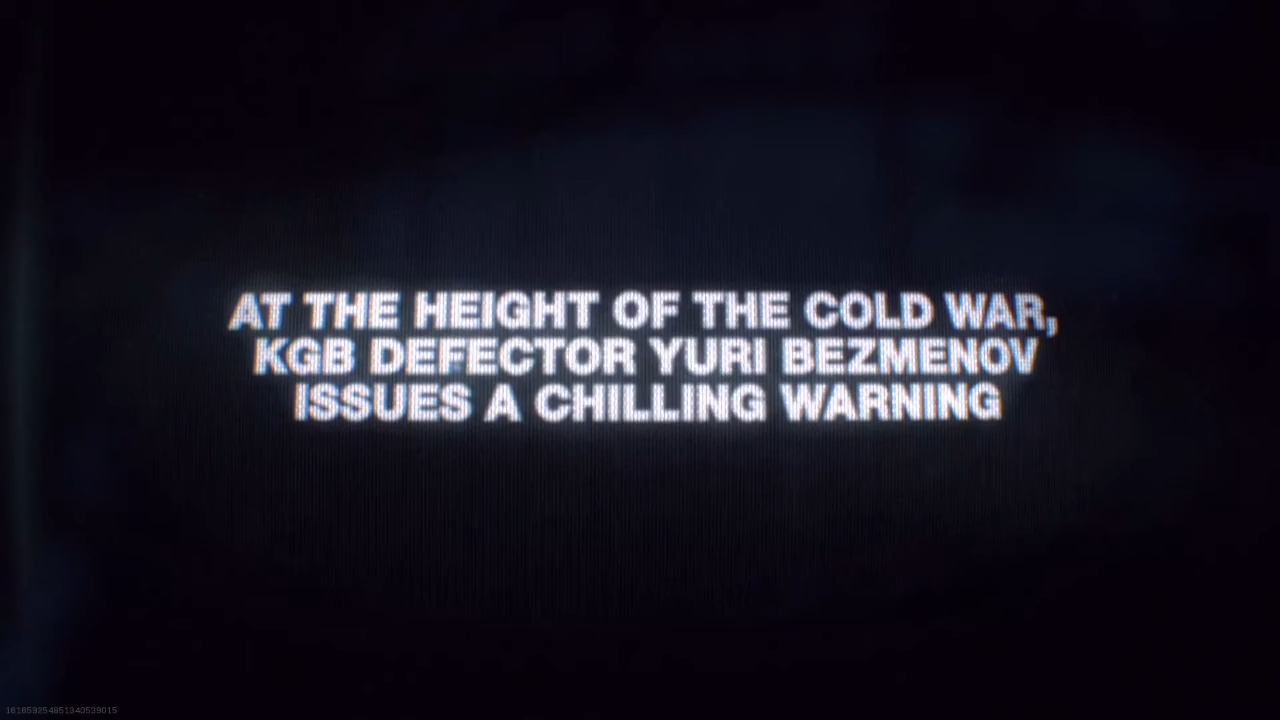 AT THE HEIGHT OF THE COLD WAR,
KGB DEFECTOR YURI BEZMENOV
ISSUES A CHILLING WARNING